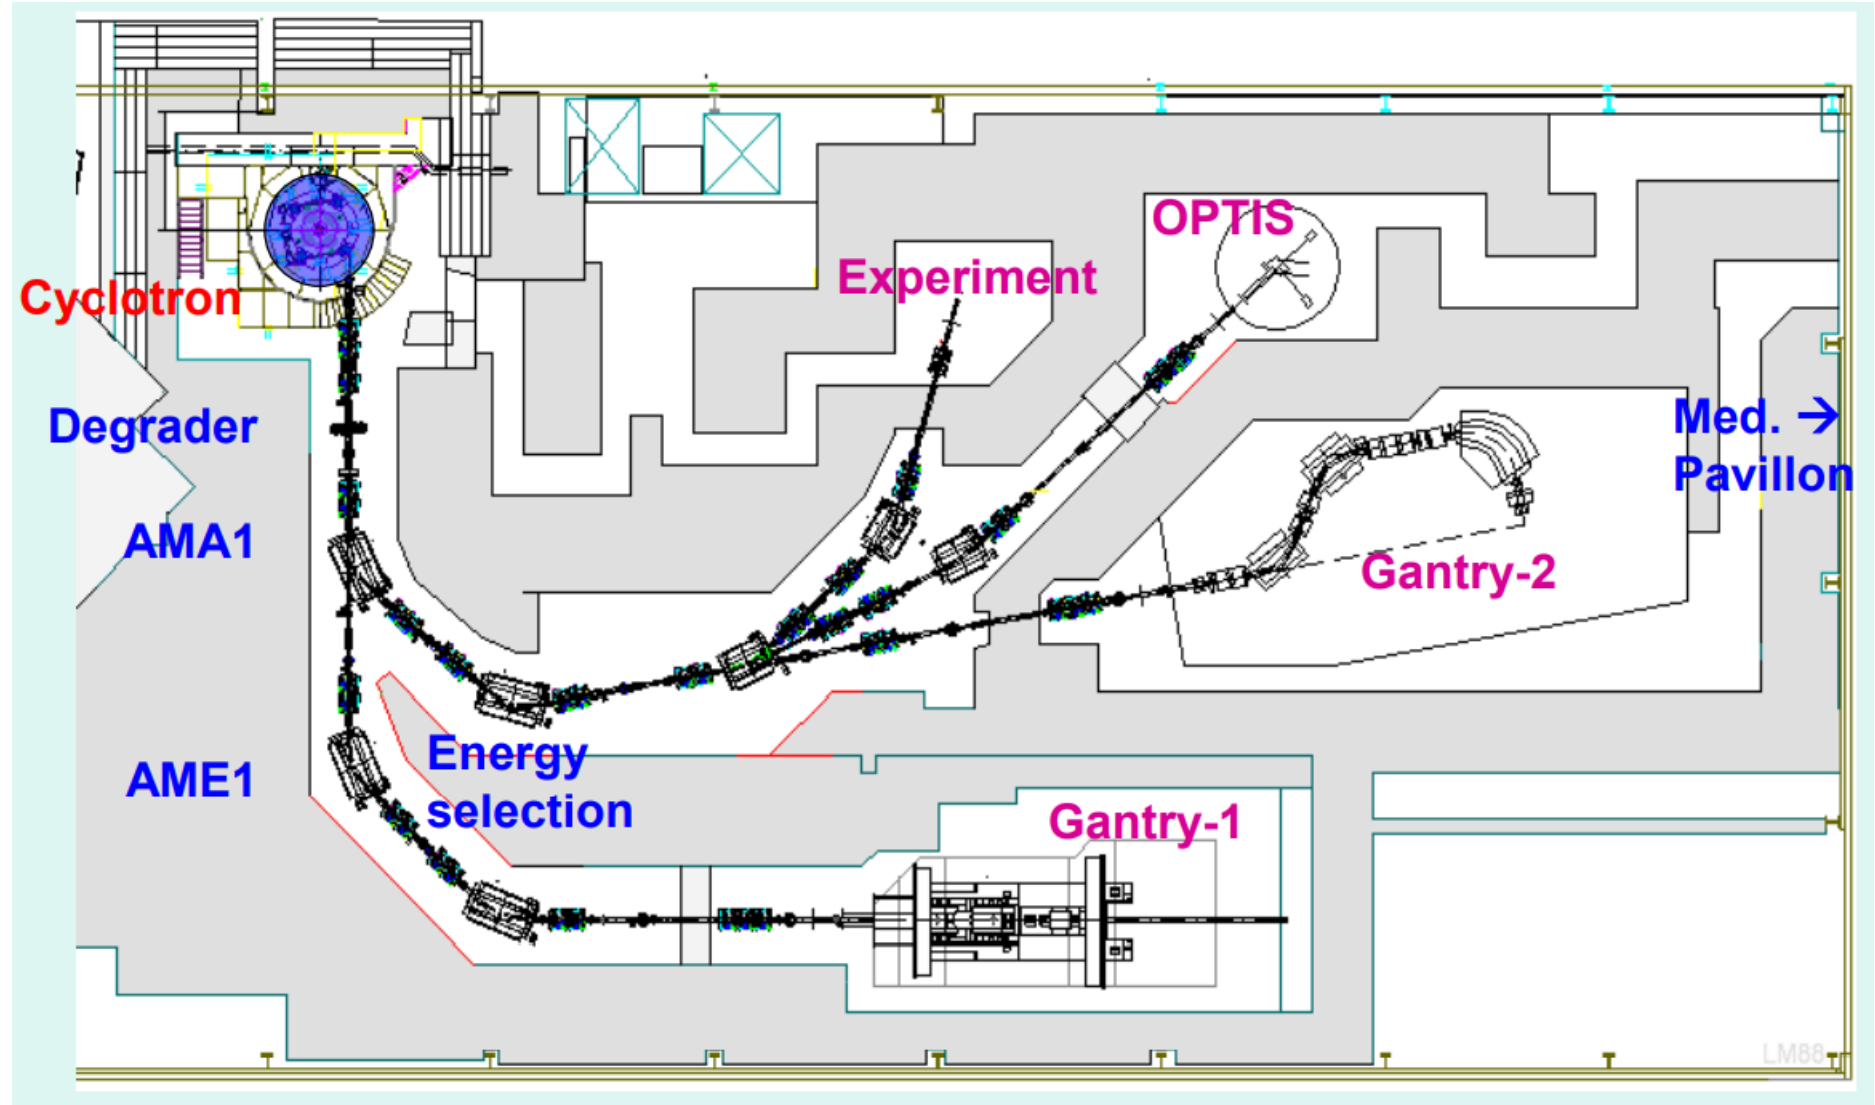 OPTIS
Experiment
Cyclotron
Degrader
Med. →
Pavillon
AMA1
Gantry-2
Energy
selection
AME1
Gantry-1
LM88